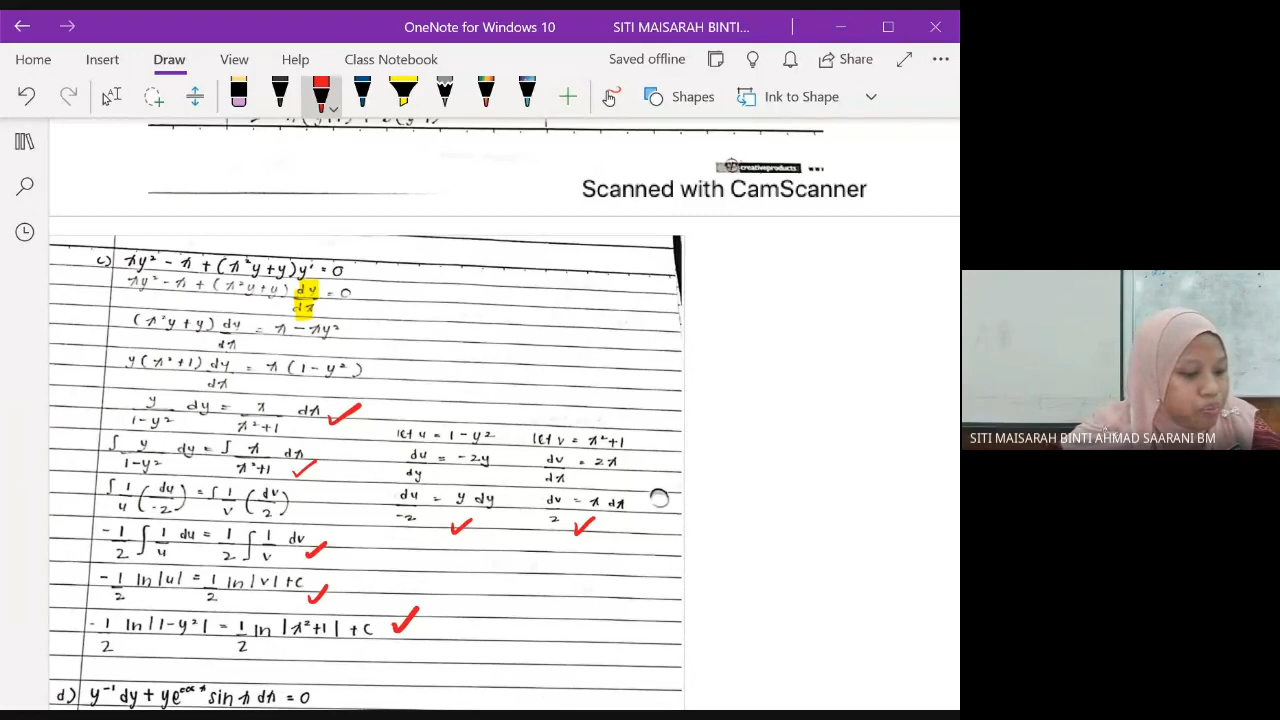 OneNote for Windows 10 SITI MAISARAH BINTI...
Home Insert Draw View Help Class Notebook Saved offline Share
Shapes Ink to Shape
creativeproducts
Scanned with CamScanner
c) xy² - x + (x²y + y)y' = 0
xy² - x + (x²y + y) dy/dx = 0
(x²y + y) dy/dx = x - xy²
y(x² + 1) dy/dx = x(1 - y²)
y/(1-y²) dy = x/(x²+1) dx
∫ y/(1-y²) dy = ∫ x/(x²+1) dx
∫ 1/u (du/-2) = ∫ 1/v (dv/2)
-1/2 ∫ 1/u du = 1/2 ∫ 1/v dv
-1/2 ln|u| = 1/2 ln|v| + c
-1/2 ln|1-y²| = 1/2 ln|x²+1| + c
let u = 1 - y²
du/dy = -2y
du/-2 = y dy
let v = x² + 1
dv/dx = 2x
dv/2 = x dx
d) y⁻¹ dy + ye^(cos x) sin x dx = 0
SITI MAISARAH BINTI AHMAD SAARANI BM